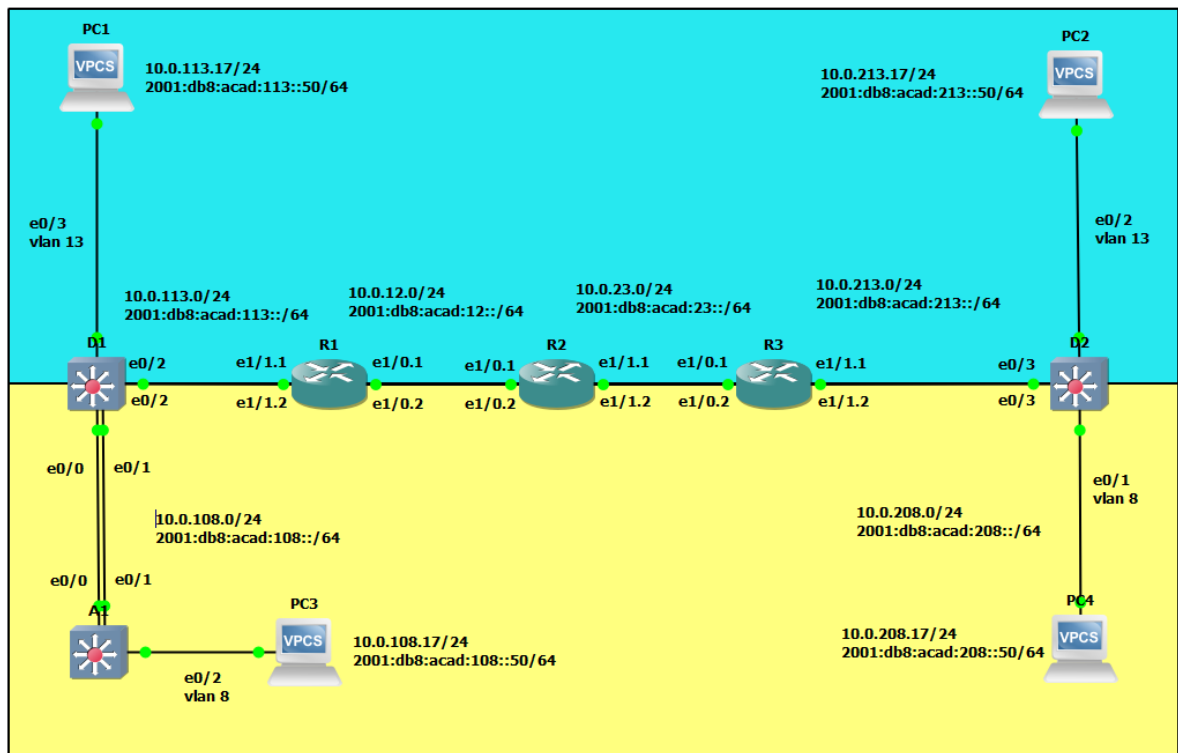 PC1
VPCS
10.0.113.17/24
2001:db8:acad:113::50/64
PC2
10.0.213.17/24
2001:db8:acad:213::50/64
VPCS
e0/3
vlan 13
e0/2
vlan 13
10.0.113.0/24
2001:db8:acad:113::/64
10.0.12.0/24
2001:db8:acad:12::/64
10.0.23.0/24
2001:db8:acad:23::/64
10.0.213.0/24
2001:db8:acad:213::/64
D1
R1
R2
R3
D2
e0/2
e1/1.1
e1/0.1
e1/0.1
e1/1.1
e1/0.1
e1/1.1
e0/3
e0/2
e1/1.2
e1/0.2
e1/0.2
e1/1.2
e1/0.2
e1/1.2
e0/3
e0/0
e0/1
e0/1
vlan 8
10.0.108.0/24
2001:db8:acad:108::/64
10.0.208.0/24
2001:db8:acad:208::/64
e0/0
e0/1
A1
PC3
VPCS
10.0.108.17/24
2001:db8:acad:108::50/64
e0/2
vlan 8
PC4
10.0.208.17/24
2001:db8:acad:208::50/64
VPCS